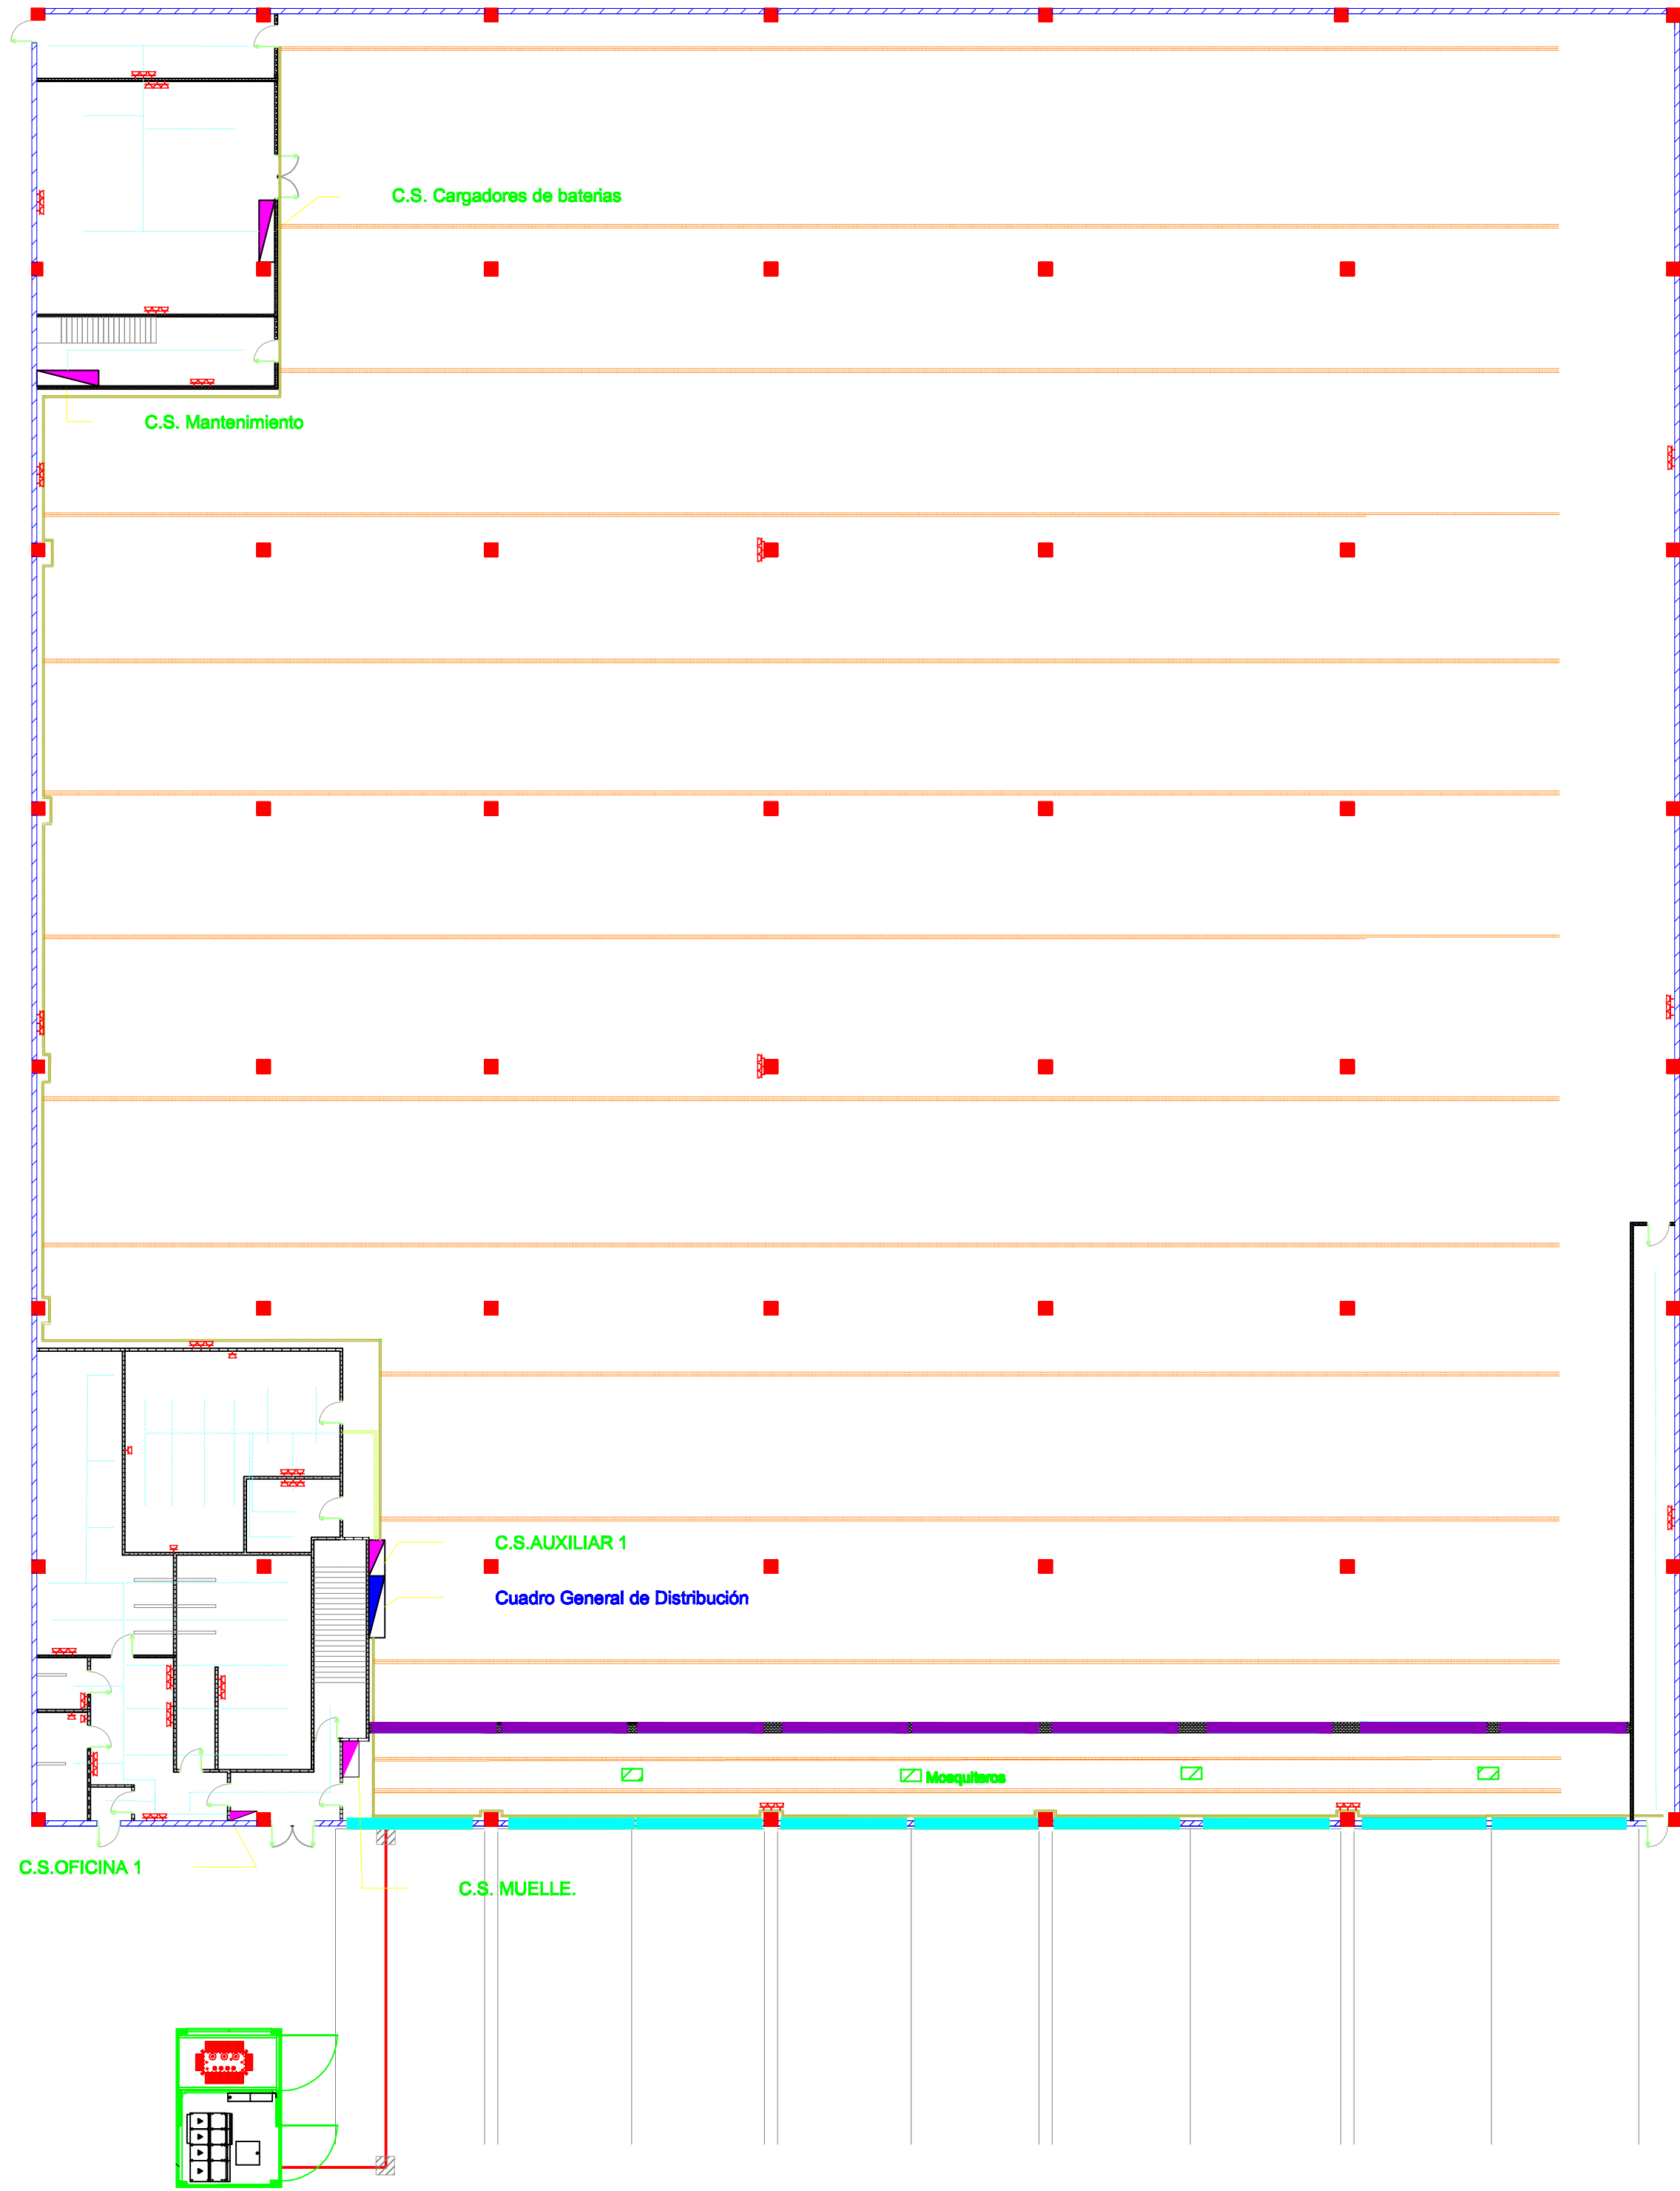 C.S. Cargadores de baterias
C.S. Mantenimiento
C.S.AUXILIAR 1
Cuadro General de Distribución
Mosquiteros
C.S.OFICINA 1
C.S. MUELLE.